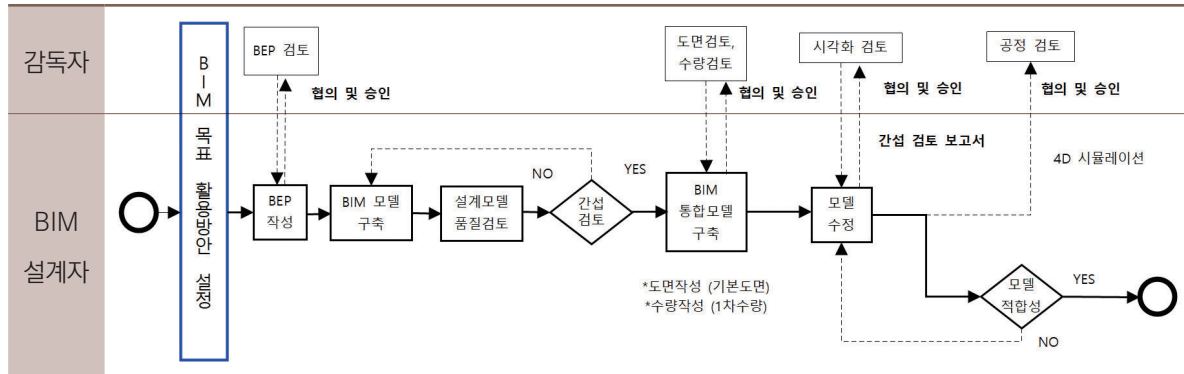 감독자
BIM
설계자
BIM 목표 활용방안 설정
BEP 검토
협의 및 승인
도면검토,
수량검토
협의 및 승인
시각화 검토
협의 및 승인
공정 검토
협의 및 승인
간섭 검토 보고서
4D 시뮬레이션
BEP
작성
BIM 모델
구축
설계모델
품질검토
NO
간섭
검토
YES
BIM
통합모델
구축
*도면작성 (기본도면)
*수량작성 (1차수량)
모델
수정
모델
적합성
YES
NO